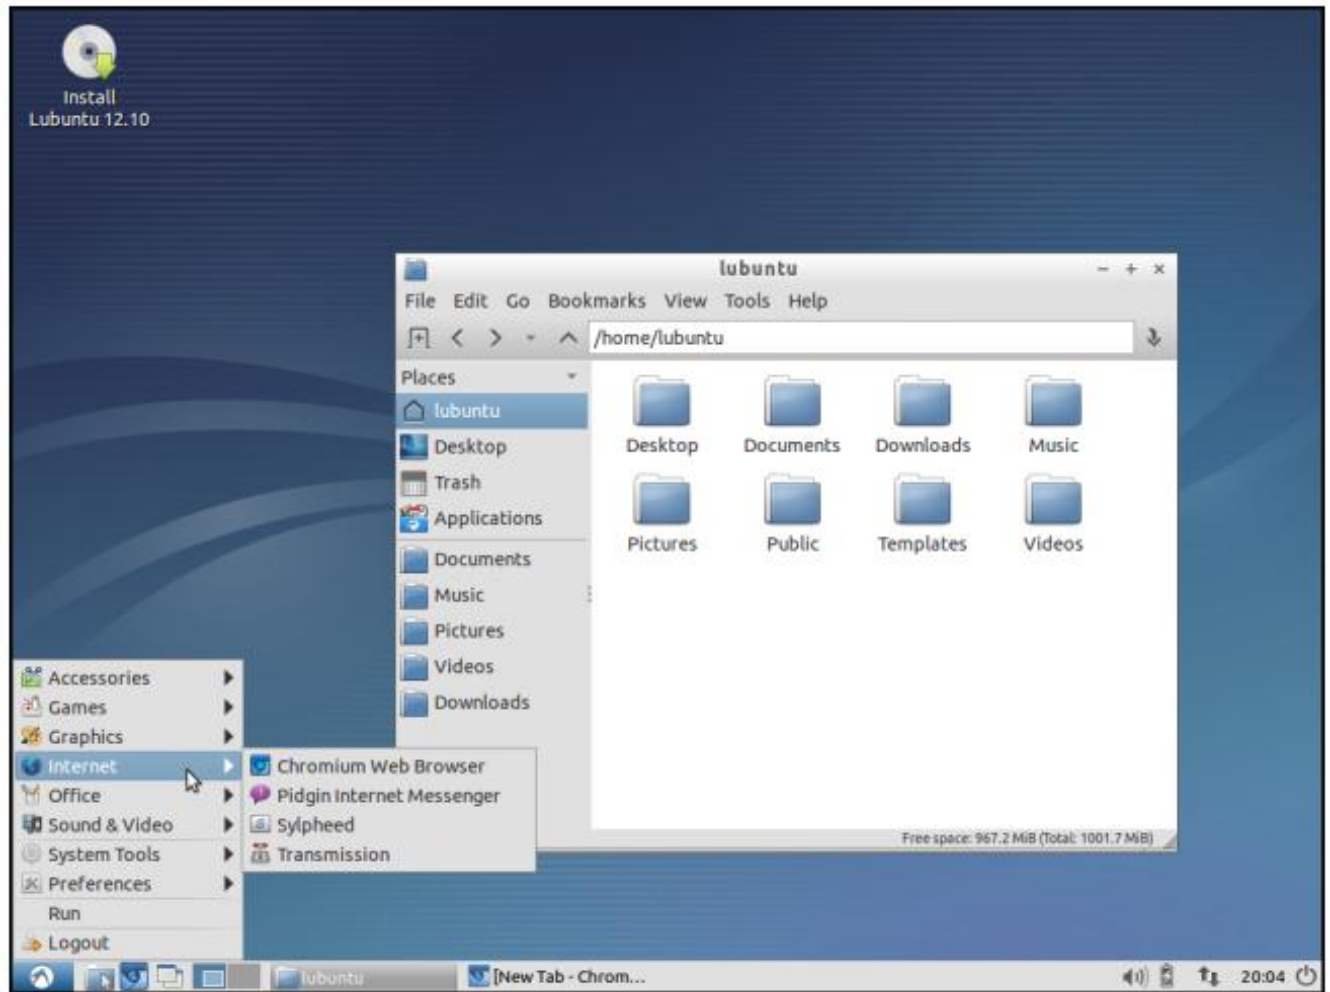 Install
Lubuntu 12.10
lubuntu
File Edit Go Bookmarks View Tools Help
/home/lubuntu
Places
lubuntu
Desktop
Trash
Applications
Documents
Music
Pictures
Videos
Downloads
Desktop Documents Downloads Music
Pictures Public Templates Videos
Free space: 967.2 MiB (Total: 1001.7 MiB)
Accessories
Games
Graphics
Internet
Office
Sound & Video
System Tools
Preferences
Run
Logout
Chromium Web Browser
Pidgin Internet Messenger
Sylpheed
Transmission
lubuntu
[New Tab - Chrom...
20:04